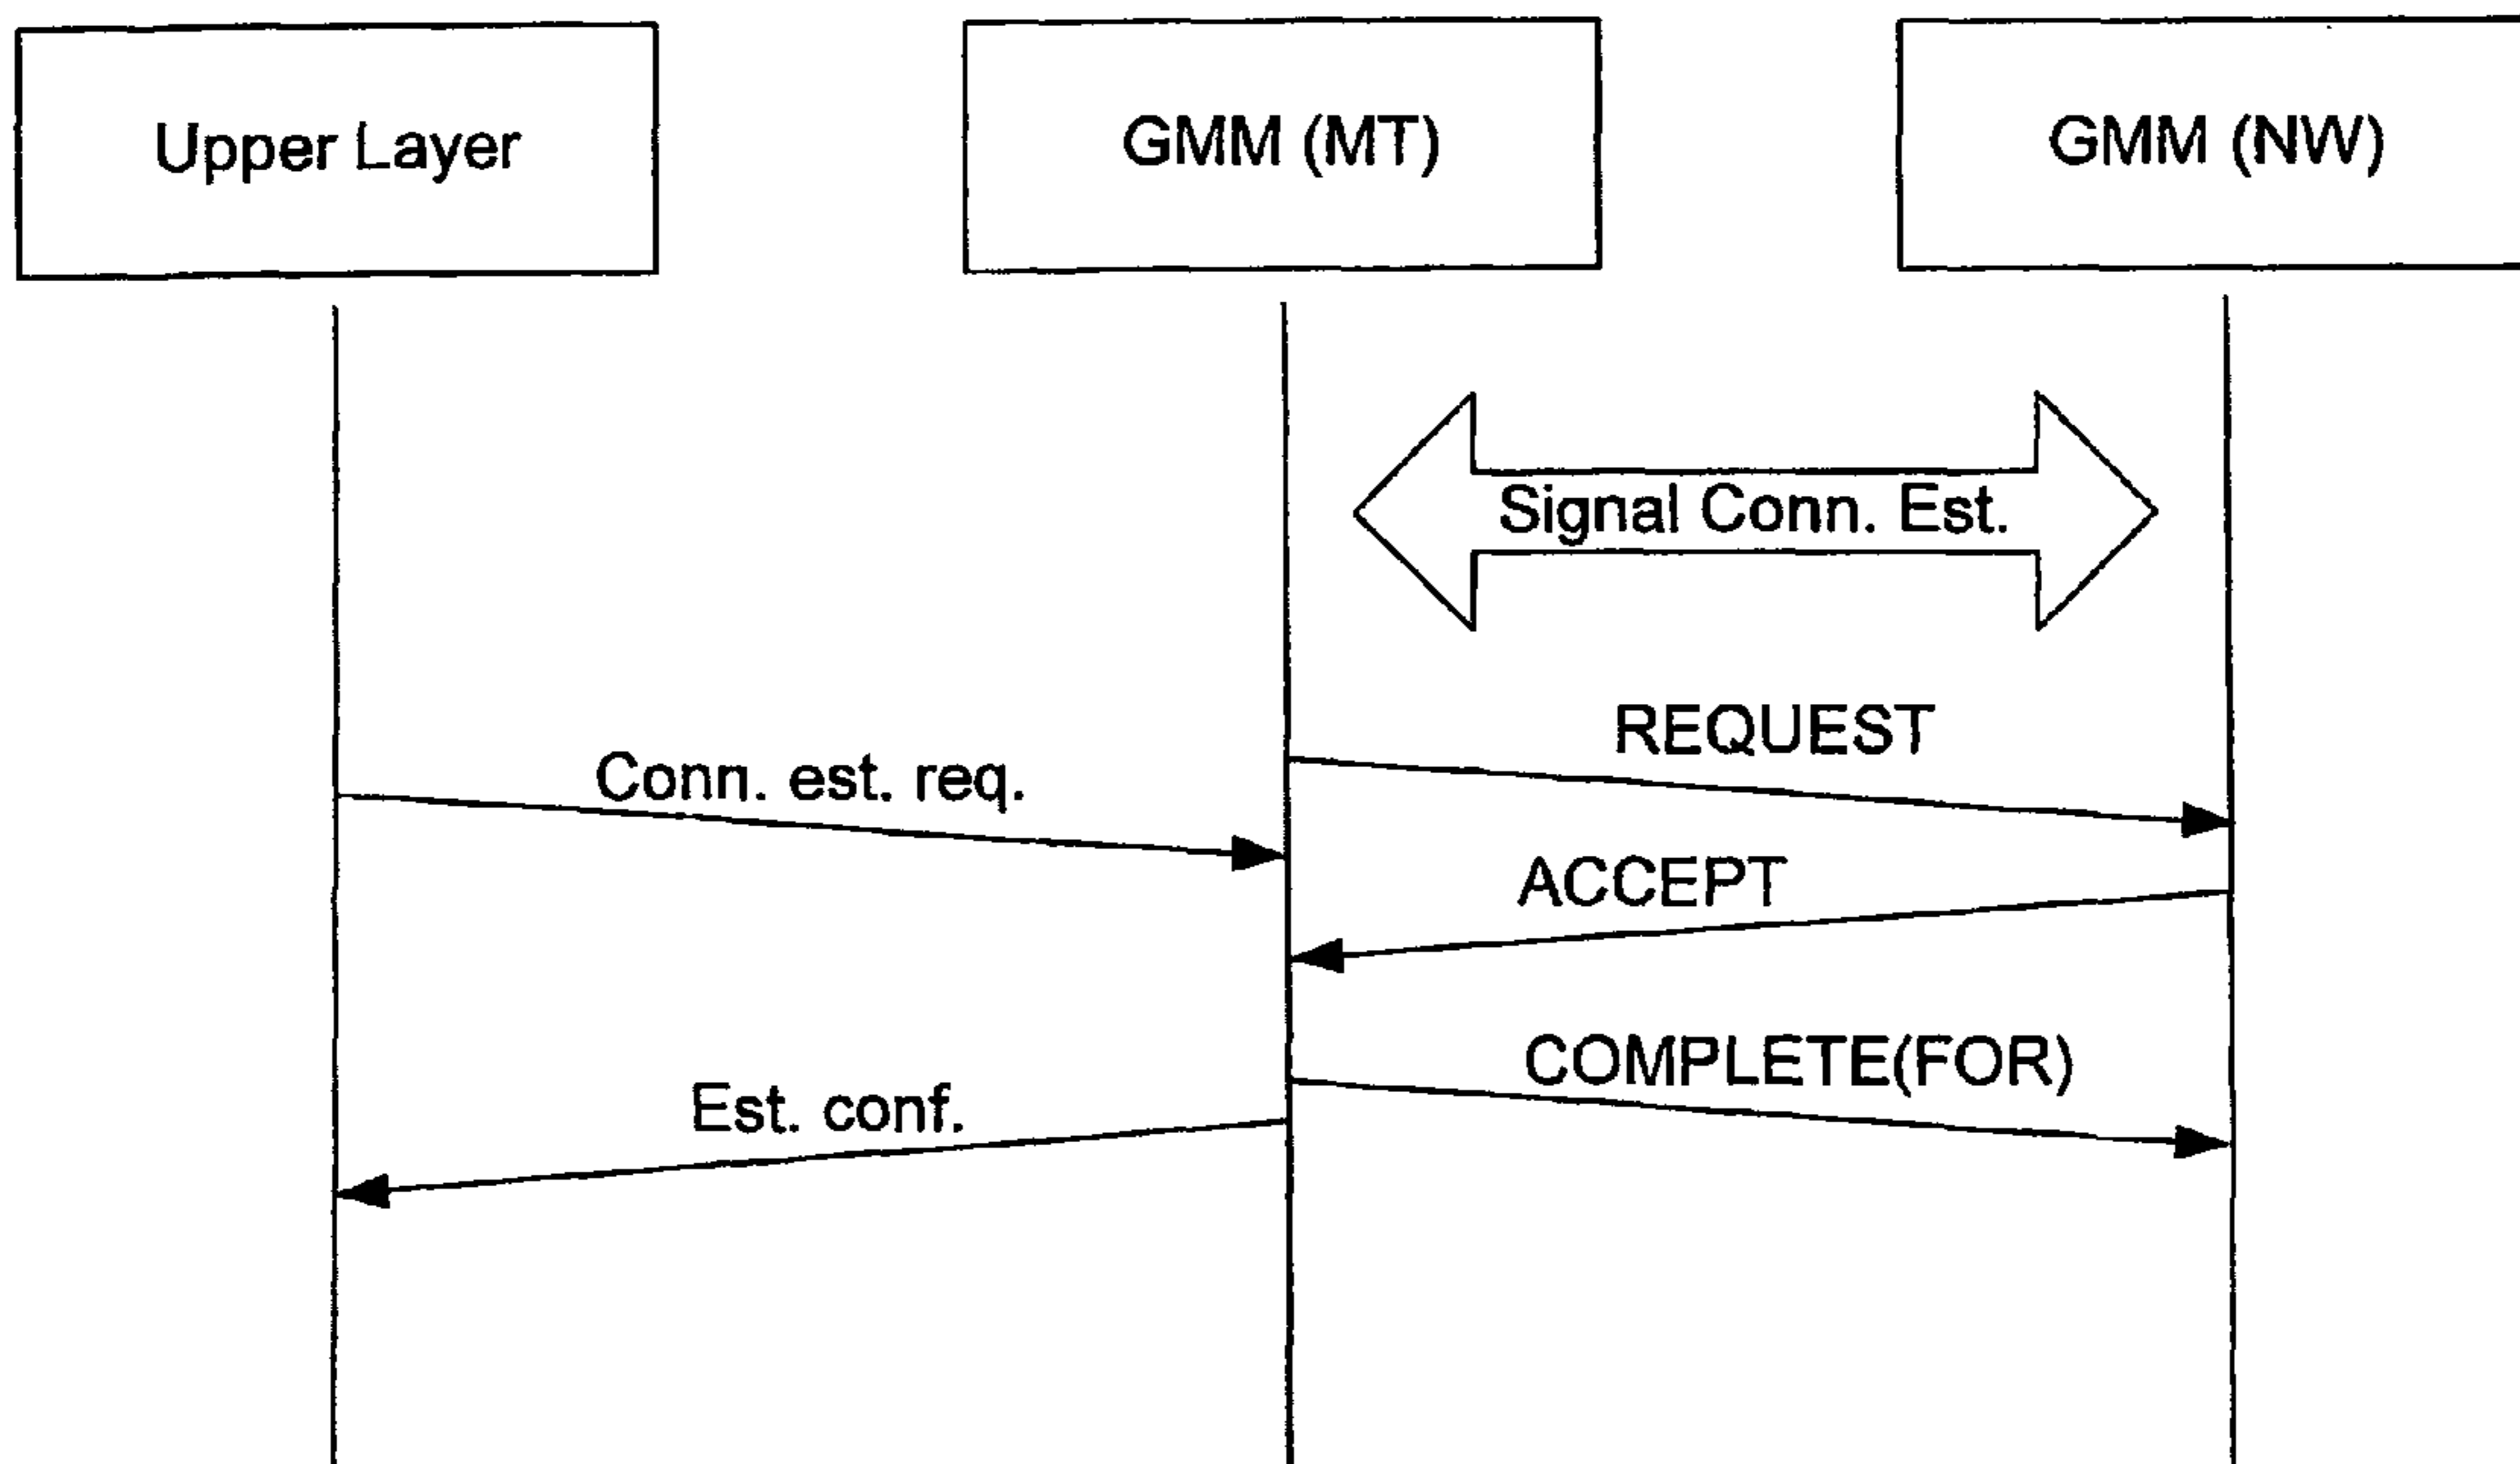 Upper Layer
GMM (MT)
GMM (NW)
Signal Conn. Est.
REQUEST
Conn. est. req.
ACCEPT
COMPLETE(FOR)
Est. conf.